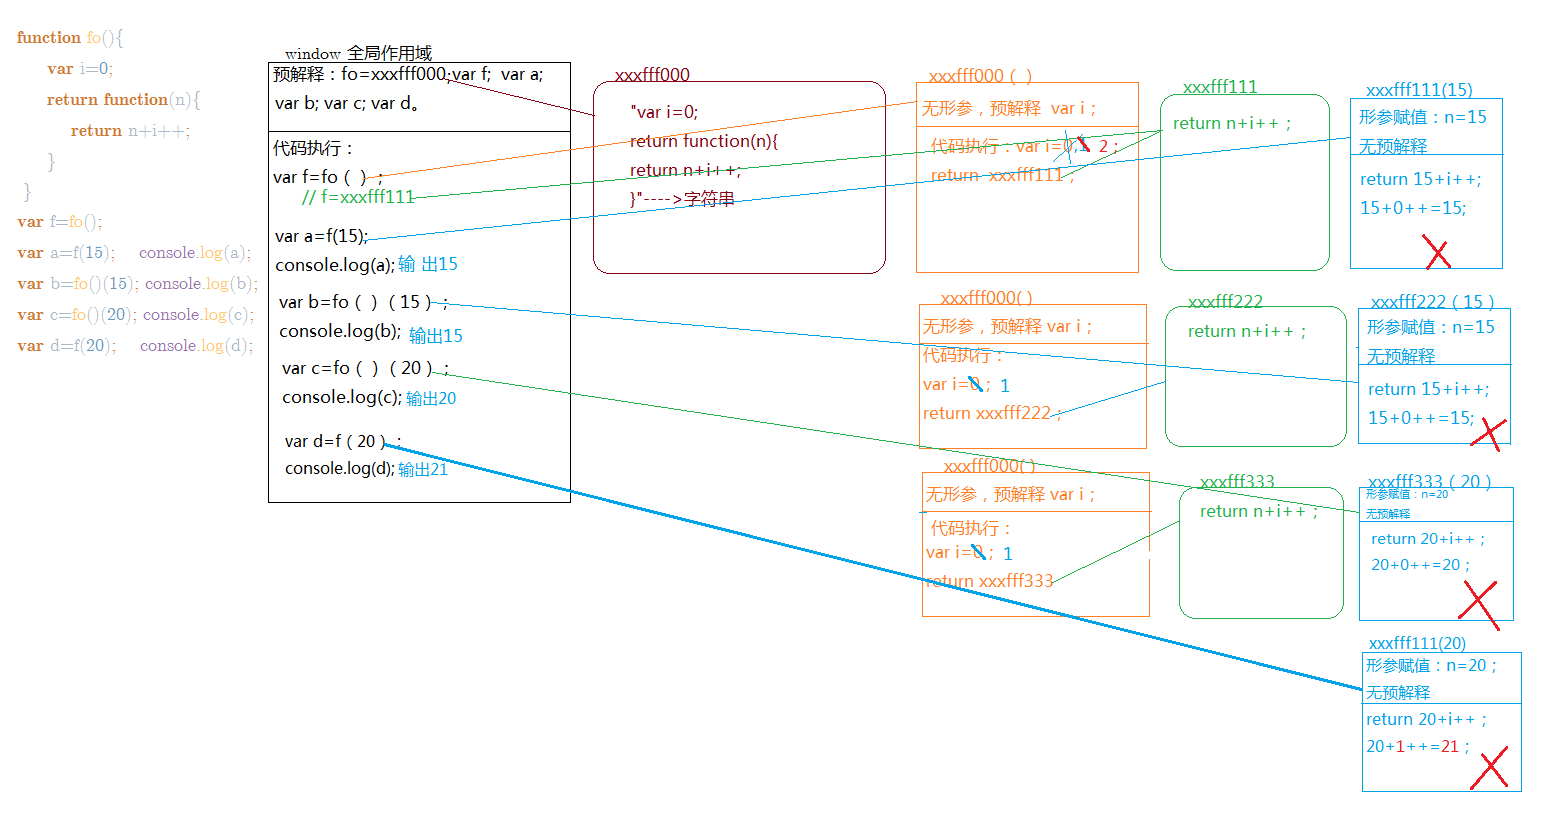 function fo(){
var i=0;
return function(n){
return n+i++;
}
}
var f=fo();
var a=f(15); console.log(a);
var b=fo()(15); console.log(b);
var c=fo()(20); console.log(c);
var d=f(20); console.log(d);
window 全局作用域
预解释：fo=xxxfff000;var f; var a;
var b; var c; var d。
代码执行：
var f=fo（ ）;
// f=xxxfff111
var a=f(15);
console.log(a); 输 出15
var b=fo（ ）（ 15 ）;
console.log(b); 输出15
var c=fo（ ）（ 20 ）;
console.log(c); 输出20
var d=f（ 20 ）;
console.log(d); 输出21
xxxfff000
"var i=0;
return function(n){
return n+i++;
}"---->字符串
xxxfff000（ ）
无形参，预解释 var i；
代码执行：var i=0,1 2；
return xxxfff111；
xxxfff111
return n+i++；
xxxfff111(15)
形参赋值：n=15
无预解释
return 15+i++;
15+0++=15;
xxxfff000( )
无形参，预解释 var i；
代码执行：
var i=0； 1
return xxxfff222；
xxxfff222
return n+i++；
xxxfff222（ 15 ）
形参赋值：n=15
无预解释
return 15+i++;
15+0++=15;
xxxfff000( )
无形参，预解释 var i；
代码执行：
var i=0； 1
return xxxfff333
xxxfff333
return n+i++；
xxxfff333（ 20 ）
形参赋值：n=20
无预解释
return 20+i++；
20+0++=20；
xxxfff111(20)
形参赋值：n=20；
无预解释
return 20+i++；
20+1++=21；